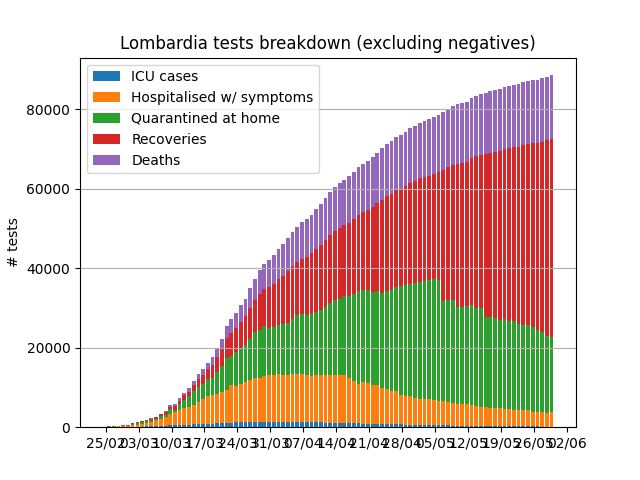 Lombardia tests breakdown (excluding negatives)
ICU cases
Hospitalised w/ symptoms
Quarantined at home
Recoveries
Deaths
# tests
80000
60000
40000
20000
0
25/02 03/03 10/03 17/03 24/03 31/03 07/04 14/04 21/04 28/04 05/05 12/05 19/05 26/05 02/06